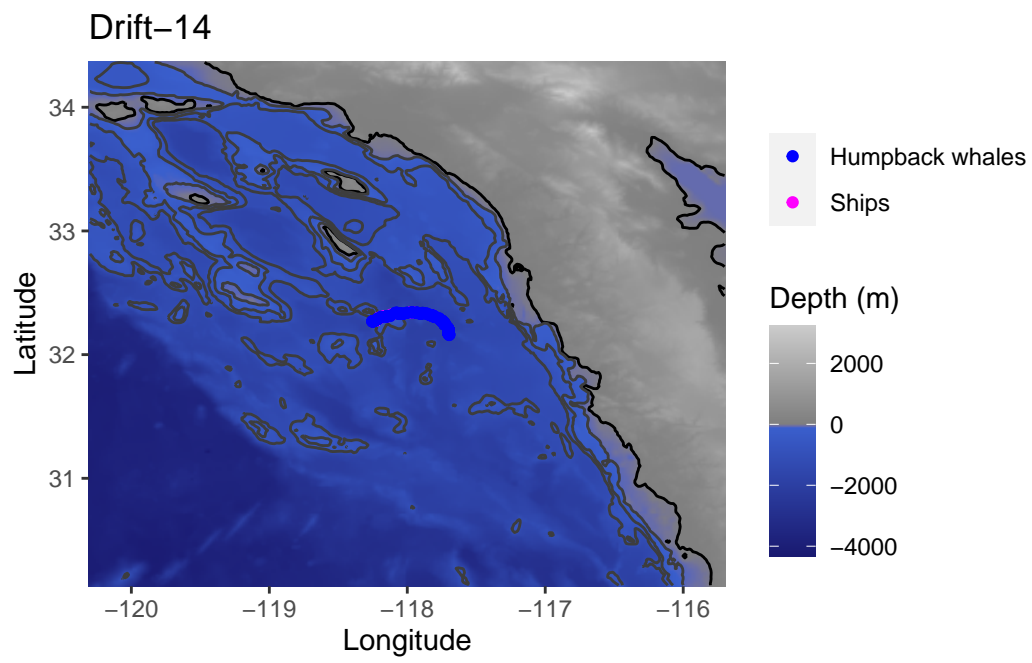 Drift−14
34
33
32
31
Latitude
−120
−119
−118
−117
−116
Longitude
Humpback whales
Ships
Depth (m)
2000
0
−2000
−4000